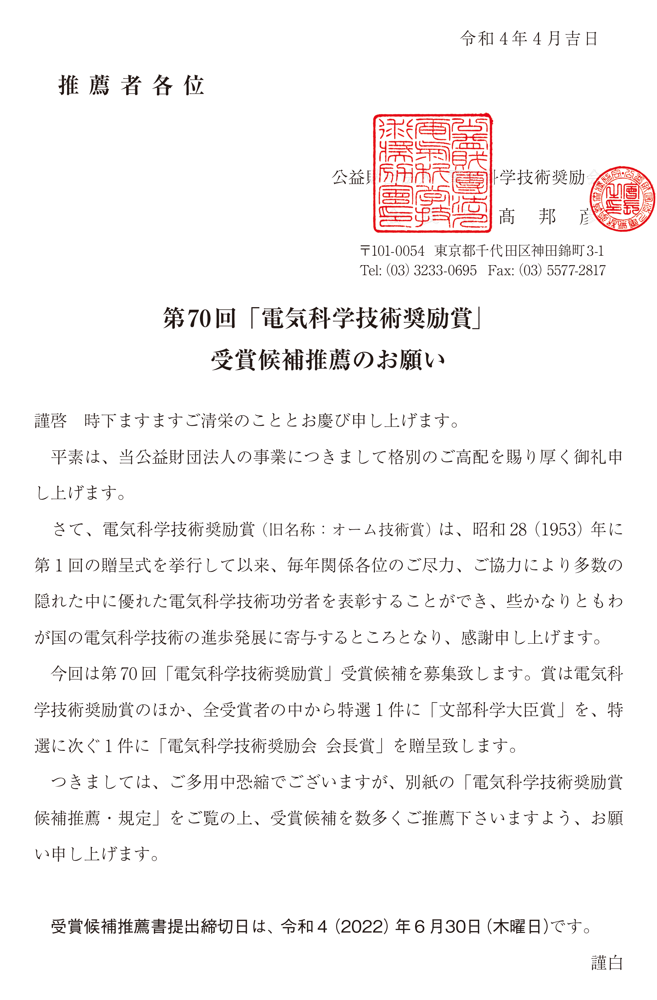 令和4年4月吉日
推薦者各位
公益財団法人 電気科学技術奨励会
髙 邦 彦
〒101-0054 東京都千代田区神田錦町3-1
Tel: (03) 3233-0695 Fax: (03) 5577-2817
第70回「電気科学技術奨励賞」
受賞候補推薦のお願い
謹啓　時下ますますご清栄のこととお慶び申し上げます。
　平素は、当公益財団法人の事業につきまして格別のご高配を賜り厚く御礼申
し上げます。
　さて、電気科学技術奨励賞（旧名称：オーム技術賞）は、昭和28（1953）年に
第1回の贈呈式を挙行して以来、毎年関係各位のご尽力、ご協力により多数の
隠れた中に優れた電気科学技術功労者を表彰することができ、些かなりともわ
が国の電気科学技術の進歩発展に寄与するところとなり、感謝申し上げます。
　今回は第70回「電気科学技術奨励賞」受賞候補を募集致します。賞は電気科
学技術奨励賞のほか、全受賞者の中から特選1件に「文部科学大臣賞」を、特
選に次ぐ1件に「電気科学技術奨励会 会長賞」を贈呈致します。
　つきましては、ご多用中恐縮でございますが、別紙の「電気科学技術奨励賞
候補推薦・規定」をご覧の上、受賞候補を数多くご推薦下さいますよう、お願
い申し上げます。
　受賞候補推薦書提出締切日は、令和4（2022）年6月30日（木曜日）です。
謹白